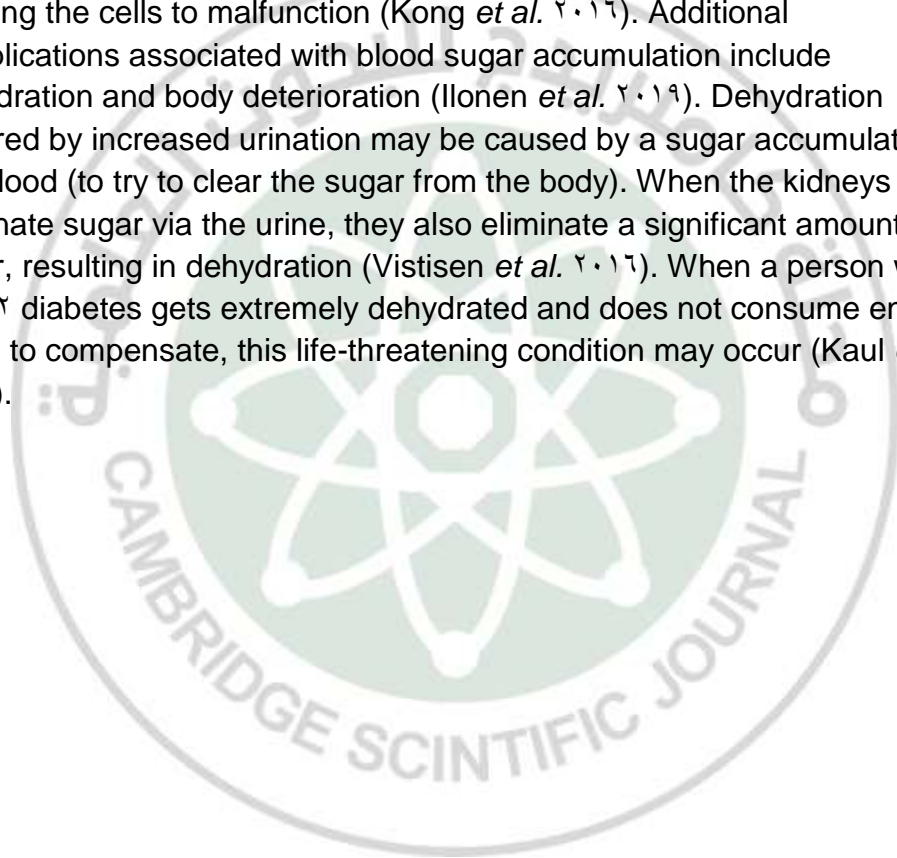 ing the cells to malfunction (Kong et al. ٢٠١٦). Additional
plications associated with blood sugar accumulation include
dration and body deterioration (Ilonen et al. ٢٠١٩). Dehydration
red by increased urination may be caused by a sugar accumulat
lood (to try to clear the sugar from the body). When the kidneys
nate sugar via the urine, they also eliminate a significant amount
r, resulting in dehydration (Vistisen et al. ٢٠١٦). When a person
٢ diabetes gets extremely dehydrated and does not consume en
to compensate, this life-threatening condition may occur (Kaul
).
CAMBRIDGE SCINTIFIC JOURNAL